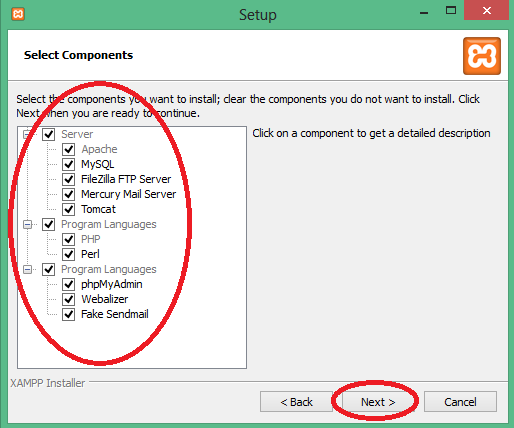 Setup
Select Components
Select the components you want to install; clear the components you do not want to install. Click
Next when you are ready to continue.
Server
Apache
MySQL
FileZilla FTP Server
Mercury Mail Server
Tomcat
Program Languages
PHP
Perl
Program Languages
phpMyAdmin
Webalizer
Fake Sendmail
Click on a component to get a detailed description
XAMPP Installer
< Back
Next >
Cancel